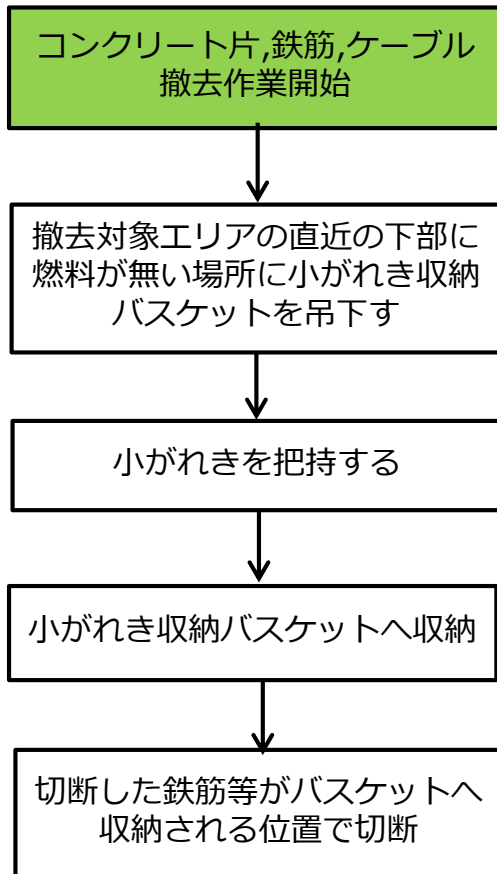 コンクリート片,鉄筋,ケーブル
撤去作業開始
撤去対象エリアの直近の下部に
燃料が無い場所に小がれき収納
バスケットを吊下す
小がれきを把持する
小がれき収納バスケットへ収納
切断した鉄筋等がバスケットへ
収納される位置で切断